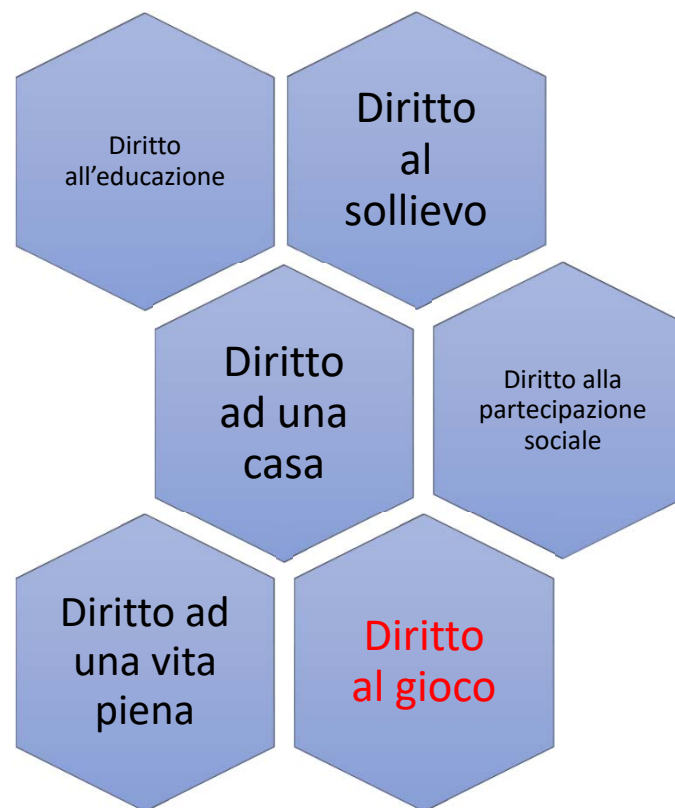 Diritto
all’educazione
Diritto
al
sollievo
Diritto
ad una
casa
Diritto alla
partecipazione
sociale
Diritto ad
una vita
piena
Diritto
al gioco